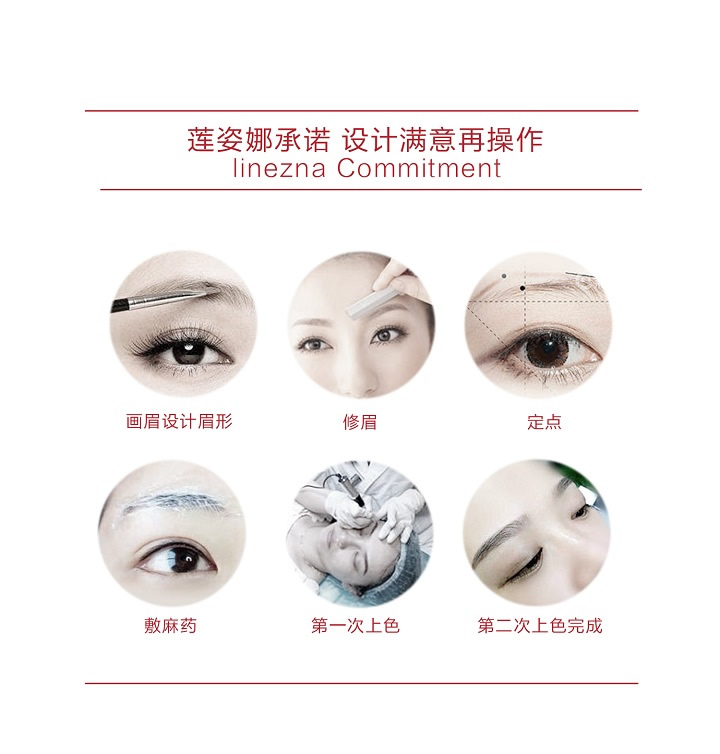 莲姿娜承诺 设计满意再操作
linezna Commitment
画眉设计眉形
修眉
定点
敷麻药
第一次上色
第二次上色完成